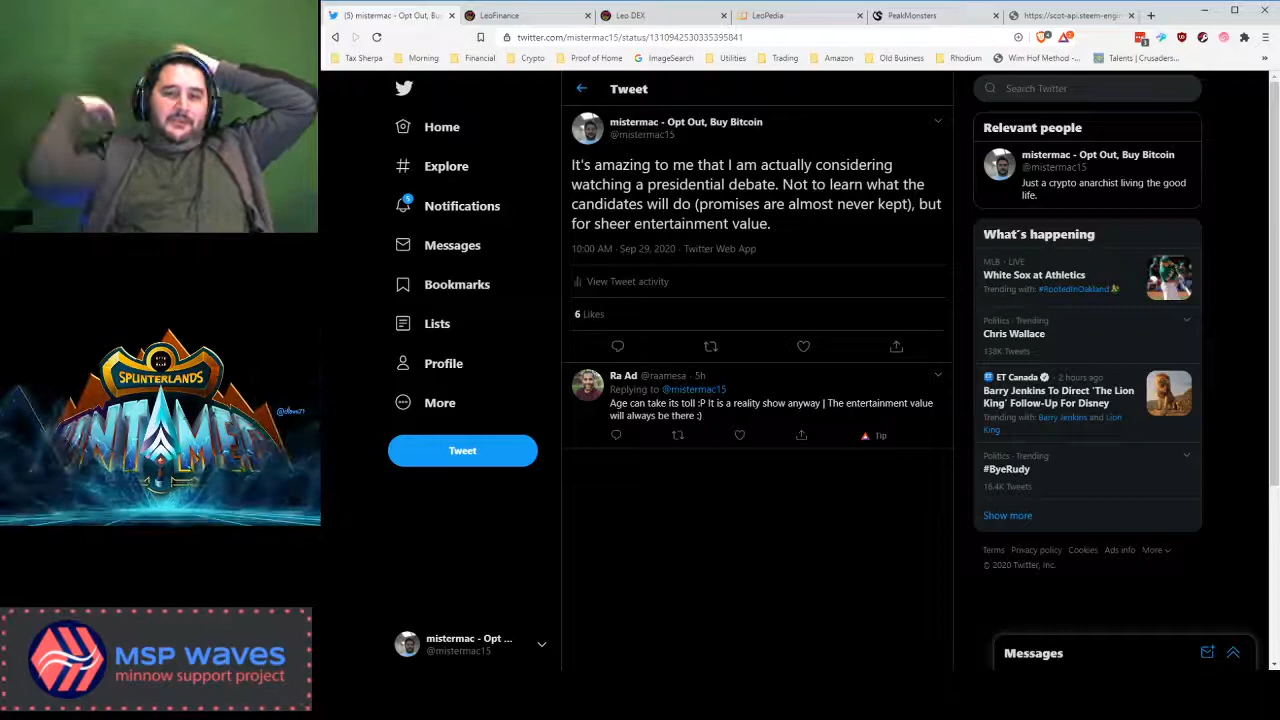 (5) mistermac - Opt Out, Bu
LeoFinance
Leo DEX
LeoPedia
PeakMonsters
https://scot-api.steem-engin
twitter.com/mistermac15/status/1310942530335395841
Tax Sherpa
Morning
Financial
Crypto
Proof of Home
ImageSearch
Utilities
Trading
Amazon
Old Business
Rhodium
Wim Hof Method -...
Talents | Crusaders...
Home
Explore
5
Notifications
Messages
Bookmarks
Lists
Profile
More
Tweet
mistermac - Opt ...
@mistermac15
Tweet
mistermac - Opt Out, Buy Bitcoin
@mistermac15
It's amazing to me that I am actually considering
watching a presidential debate. Not to learn what the
candidates will do (promises are almost never kept), but
for sheer entertainment value.
10:00 AM · Sep 29, 2020 · Twitter Web App
View Tweet activity
6 Likes
Ra Ad @raamesa · 5h
Replying to @mistermac15
Age can take its toll :P It is a reality show anyway | The entertainment value
will always be there :)
Tip
Search Twitter
Relevant people
mistermac - Opt Out, Buy Bitcoin
@mistermac15
Just a crypto anarchist living the good
life.
What's happening
MLB · LIVE
White Sox at Athletics
Trending with: #RootedInOakland
Politics · Trending
Chris Wallace
138K Tweets
ET Canada · 2 hours ago
Barry Jenkins To Direct 'The Lion
King' Follow-Up For Disney
Trending with: Barry Jenkins and Lion
King
Politics · Trending
#ByeRudy
16.4K Tweets
Show more
Terms Privacy policy Cookies Ads info More
© 2020 Twitter, Inc.
Messages
SPLINTERLANDS
UNTAMED
MSP waves
minnow support project